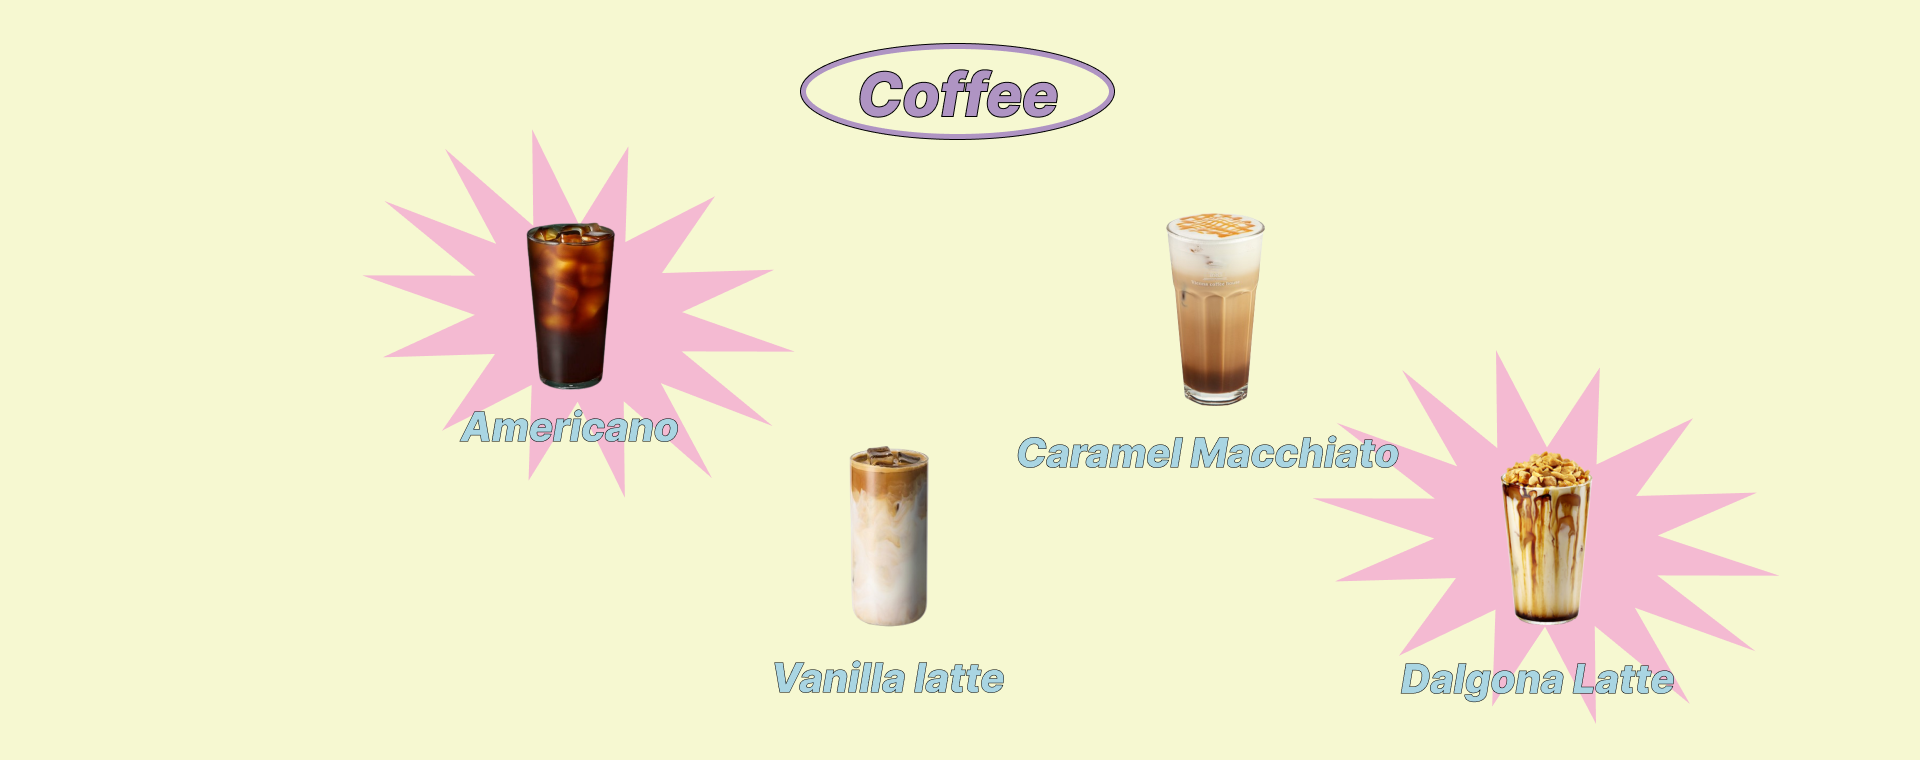 Coffee
Americano
Caramel Macchiato
Vanilla latte
Dalgona Latte